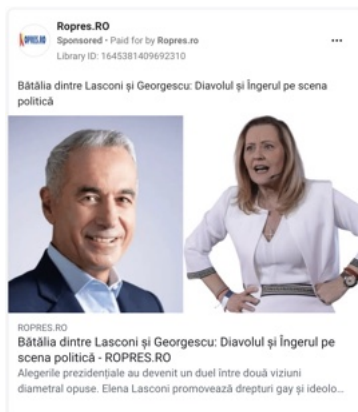 Ropres.RO
ROPRES.RO
Sponsored • Paid for by Ropres.ro
Library ID: 1645381409692310
Bătălia dintre Lasconi și Georgescu: Diavolul și Îngerul pe scena
politică
ROPRES.RO
Bătălia dintre Lasconi și Georgescu: Diavolul și Îngerul pe
scena politică - ROPRES.RO
Alegerile prezidențiale au devenit un duel între două viziuni
diametral opuse. Elena Lasconi promovează drepturi gay și ideolo...